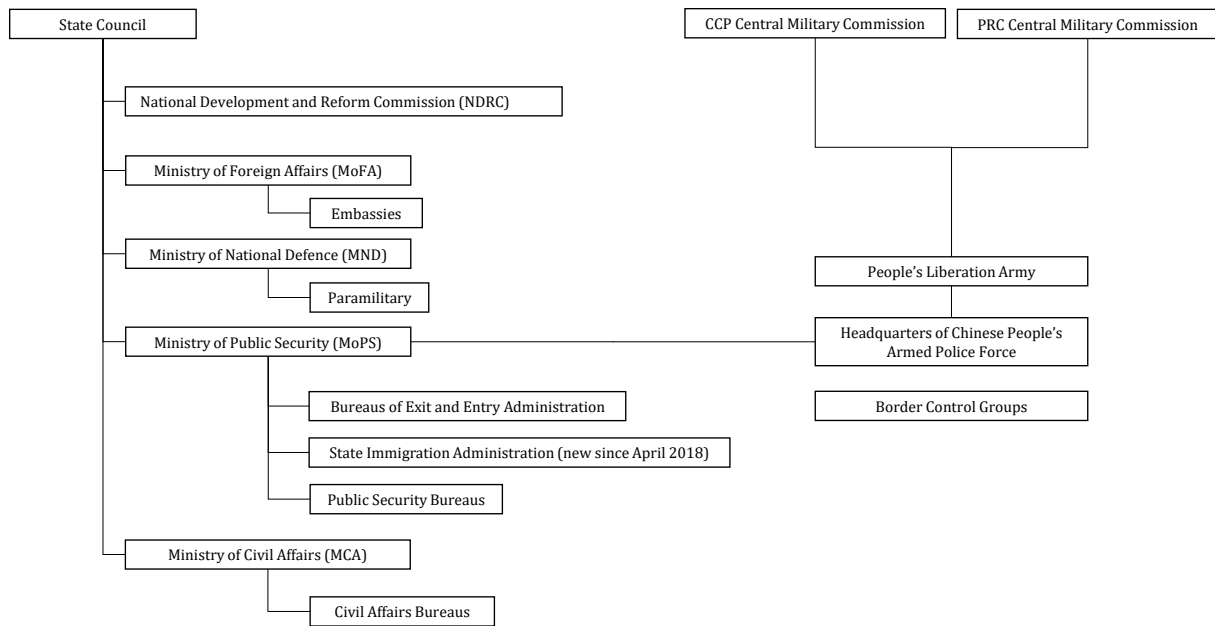 State Council
CCP Central Military Commission
PRC Central Military Commission
National Development and Reform Commission (NDRC)
Ministry of Foreign Affairs (MoFA)
Embassies
Ministry of National Defence (MND)
Paramilitary
People’s Liberation Army
Ministry of Public Security (MoPS)
Headquarters of Chinese People’s
Armed Police Force
Bureaus of Exit and Entry Administration
Border Control Groups
State Immigration Administration (new since April 2018)
Public Security Bureaus
Ministry of Civil Affairs (MCA)
Civil Affairs Bureaus